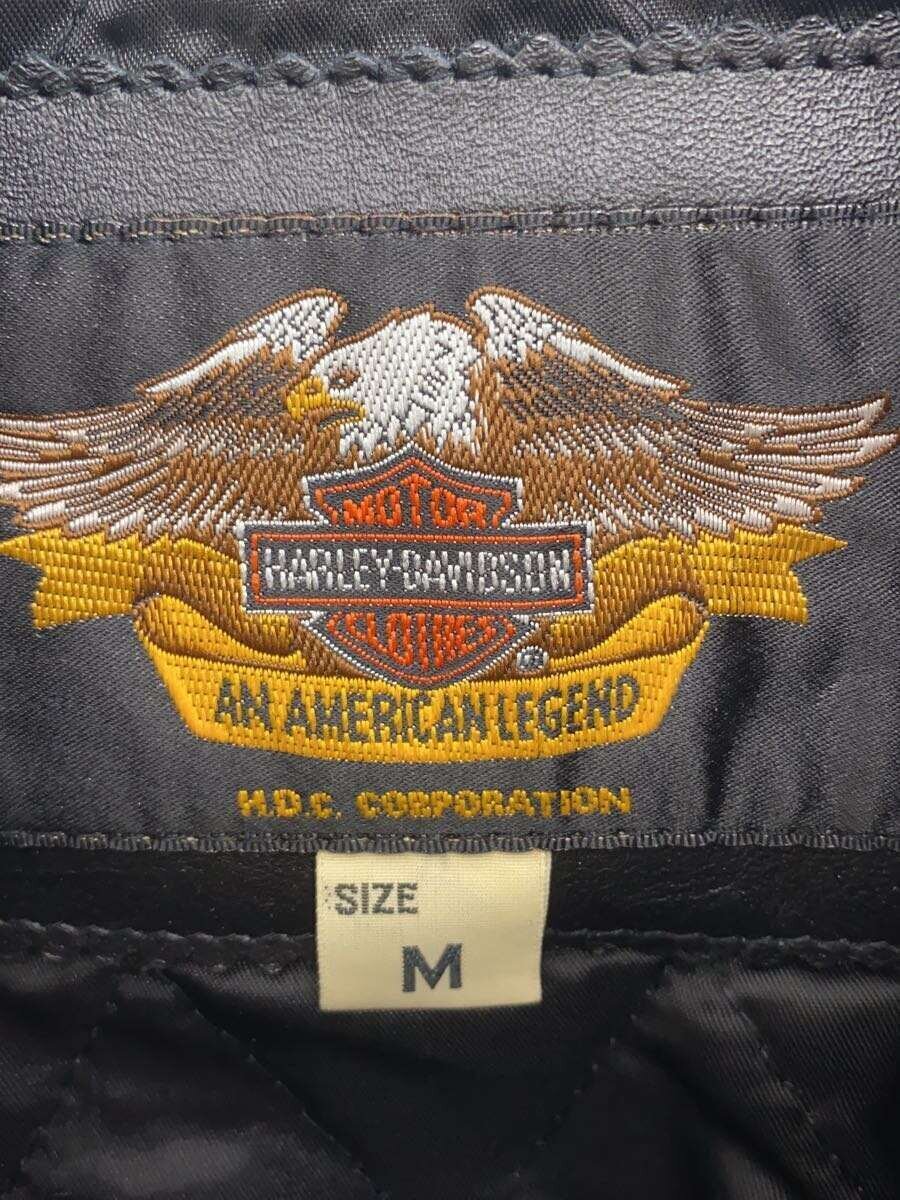 MOTOR
HARLEY-DAVIDSON
CLOTHES
®
AN AMERICAN LEGEND
H.D.C. CORPORATION
SIZE
M